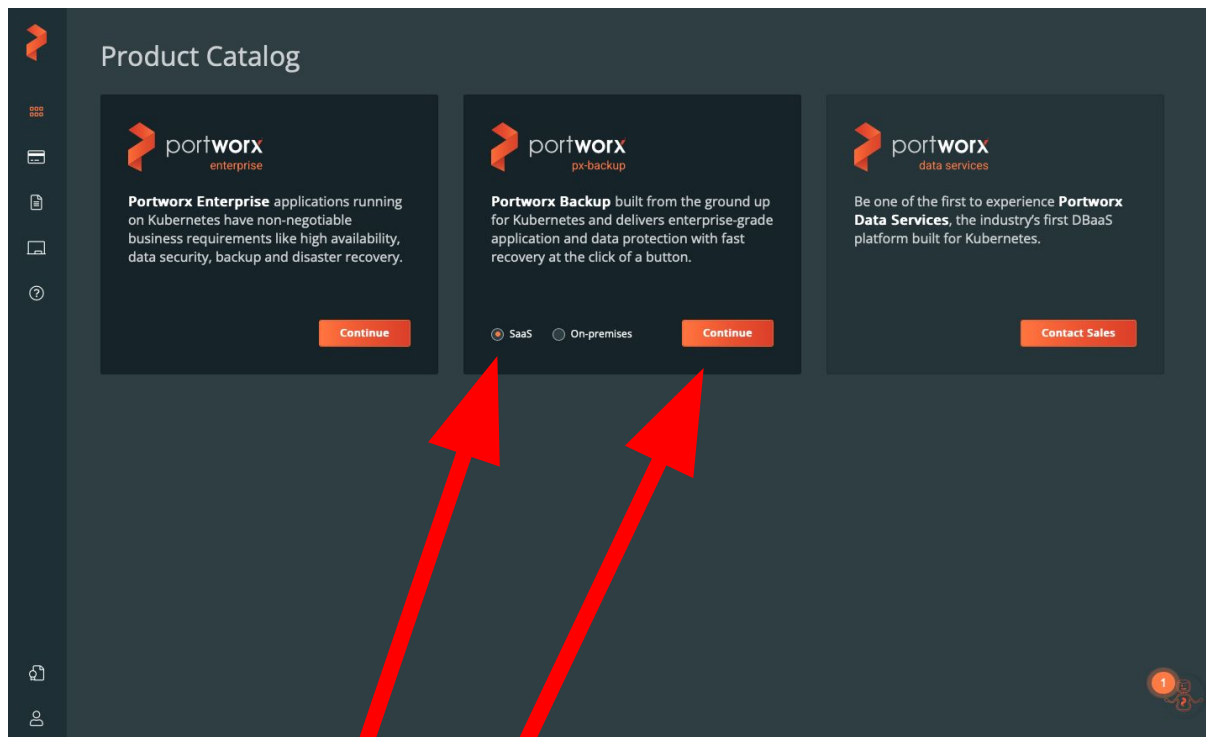 Product Catalog
portworx
enterprise
Portworx Enterprise applications running
on Kubernetes have non-negotiable
business requirements like high availability,
data security, backup and disaster recovery.
Continue
portworx
px-backup
Portworx Backup built from the ground up
for Kubernetes and delivers enterprise-grade
application and data protection with fast
recovery at the click of a button.
SaaS On-premises Continue
portworx
data services
Be one of the first to experience Portworx
Data Services, the industry's first DBaaS
platform built for Kubernetes.
Contact Sales
1